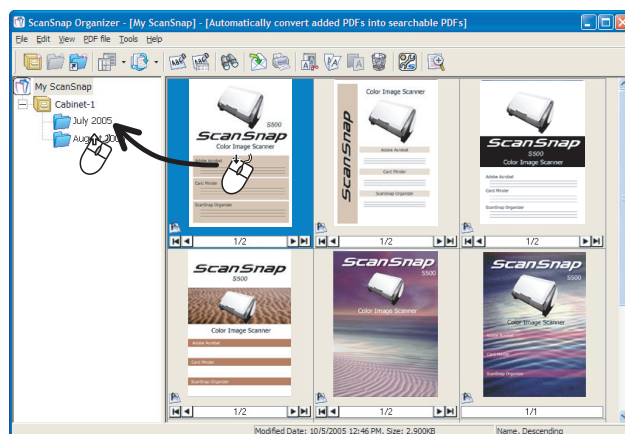 ScanSnap Organizer - [My ScanSnap] - [Automatically convert added PDFs into searchable PDFs]
File Edit View PDF file Tools Help
My ScanSnap
Cabinet-1
July 2005
S500
ScanSnap
Color Image Scanner
Adobe Acrobat
Card Minder
ScanSnap Organizer
1/2
Color Image Scanner
ScanSnap
Adobe Acrobat
Card Minder
ScanSnap Organizer
1/2
ScanSnap
S500
Color Image Scanner
Adobe Acrobat
Card Minder
ScanSnap Organizer
1/2
ScanSnap
S500
Color Image Scanner
Adobe Acrobat
Card Minder
ScanSnap Organizer
1/2
ScanSnap
S500
Color Image Scanner
1/2
ScanSnap
S500
Color Image Scanner
Adobe Acrobat
Card Minder
ScanSnap Organizer
1/1
Modified Date: 10/5/2005 12:46 PM, Size: 2,900KB
Name, Descending